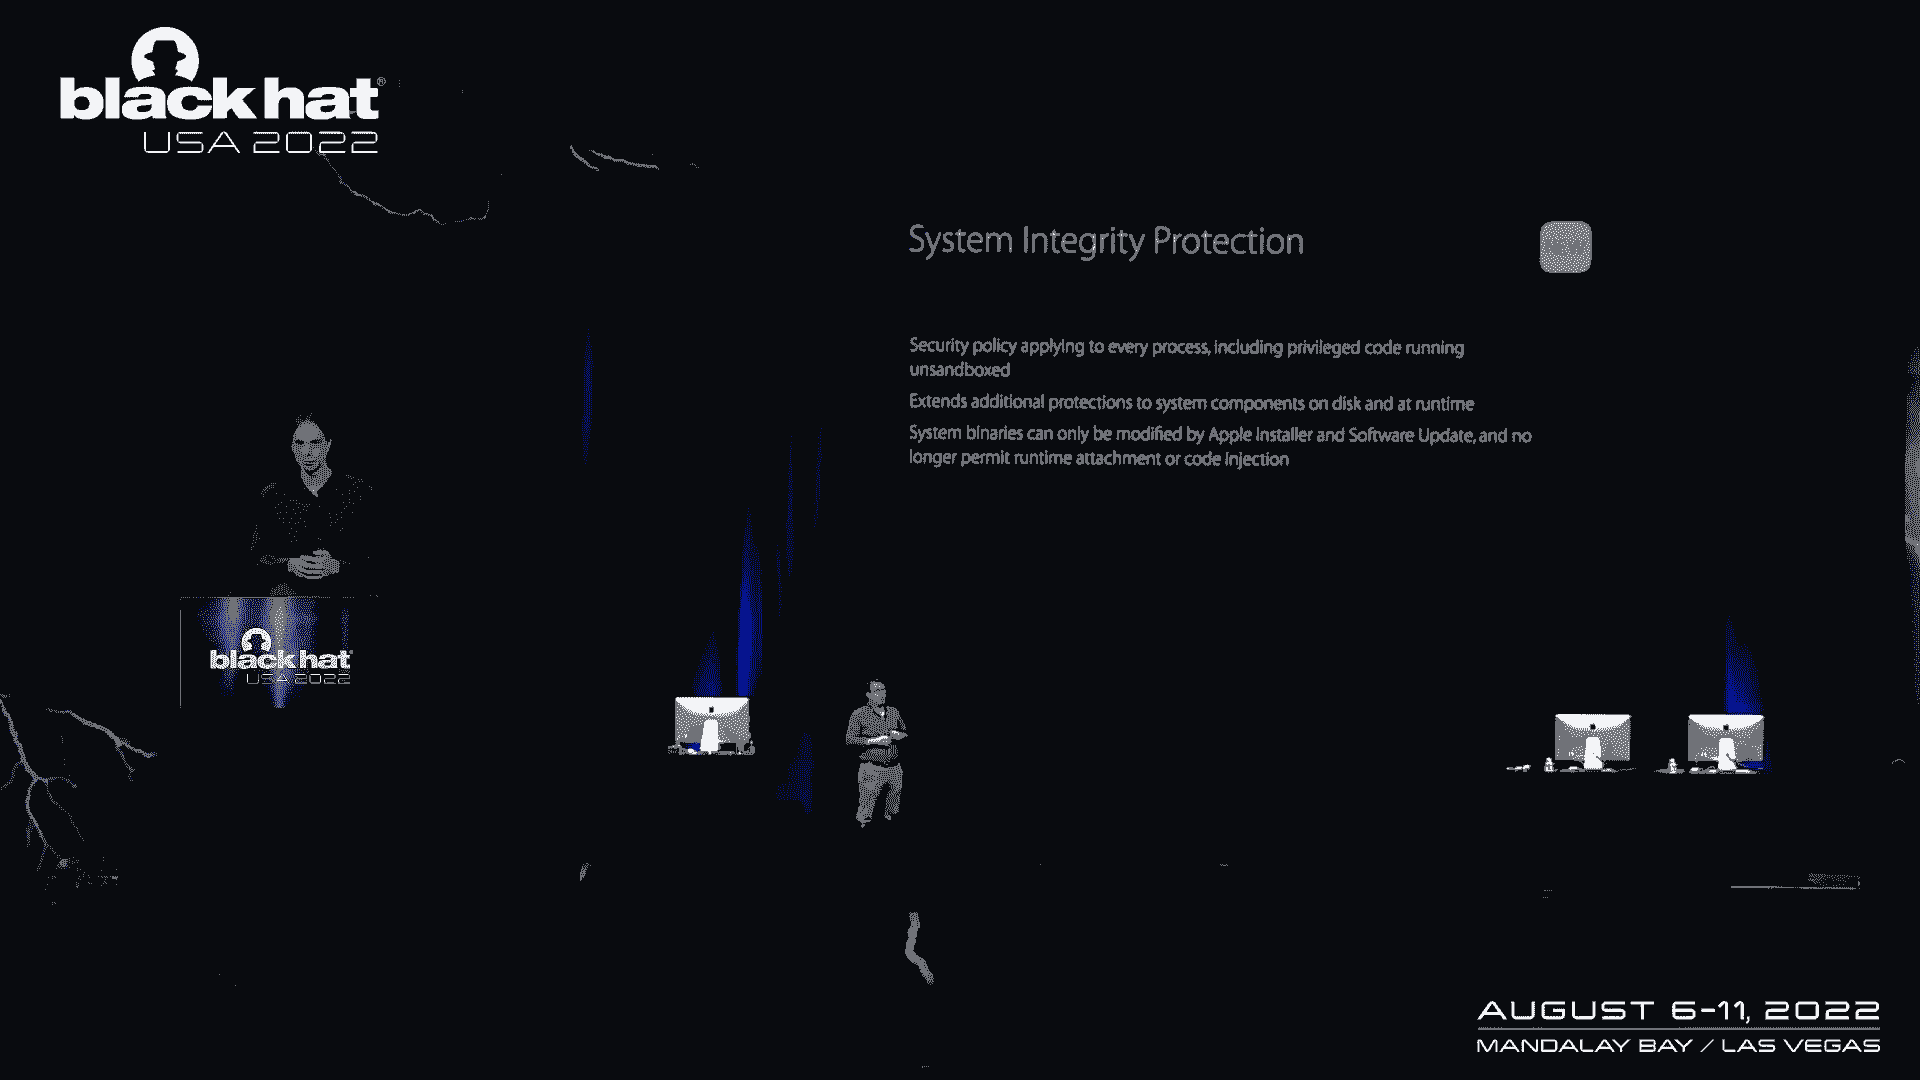 black hat®
USA 2022
System Integrity Protection
Security policy applying to every process, including privileged code running
unsandboxed
Extends additional protections to system components on disk and at runtime
System binaries can only be modified by Apple Installer and Software Update, and no
longer permit runtime attachment or code injection
black hat
USA 2022
AUGUST 6-11, 2022
MANDALAY BAY / LAS VEGAS